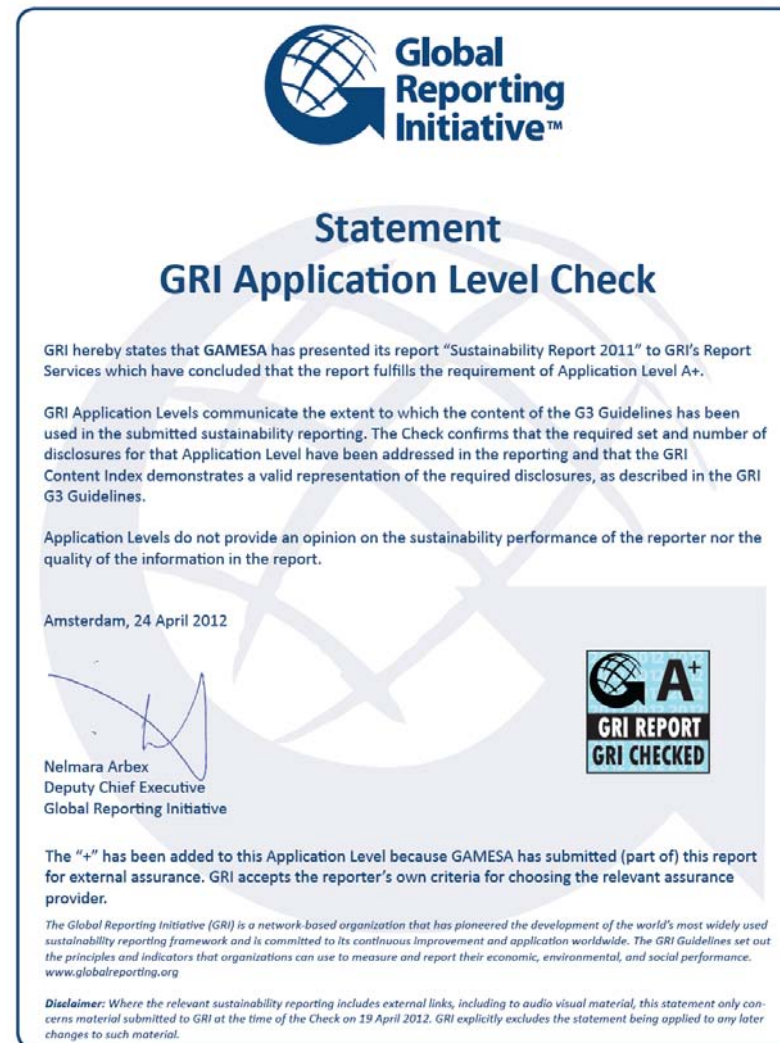 Global
Reporting
Initiative™
Statement
GRI Application Level Check
GRI hereby states that GAMESA has presented its report “Sustainability Report 2011” to GRI’s Report
Services which have concluded that the report fulfills the requirement of Application Level A+.
GRI Application Levels communicate the extent to which the content of the G3 Guidelines has been
used in the submitted sustainability reporting. The Check confirms that the required set and number of
disclosures for that Application Level have been addressed in the reporting and that the GRI
Content Index demonstrates a valid representation of the required disclosures, as described in the GRI
G3 Guidelines.
Application Levels do not provide an opinion on the sustainability performance of the reporter nor the
quality of the information in the report.
Amsterdam, 24 April 2012
A+
GRI REPORT
GRI CHECKED
Nelmara Arbex
Deputy Chief Executive
Global Reporting Initiative
The “+” has been added to this Application Level because GAMESA has submitted (part of) this report
for external assurance. GRI accepts the reporter’s own criteria for choosing the relevant assurance
provider.
The Global Reporting Initiative (GRI) is a network-based organization that has pioneered the development of the world’s most widely used
sustainability reporting framework and is committed to its continuous improvement and application worldwide. The GRI Guidelines set out
the principles and indicators that organizations can use to measure and report their economic, environmental, and social performance.
www.globalreporting.org
Disclaimer: Where the relevant sustainability reporting includes external links, including to audio visual material, this statement only con-
cerns material submitted to GRI at the time of the Check on 19 April 2012. GRI explicitly excludes the statement being applied to any later
changes to such material.